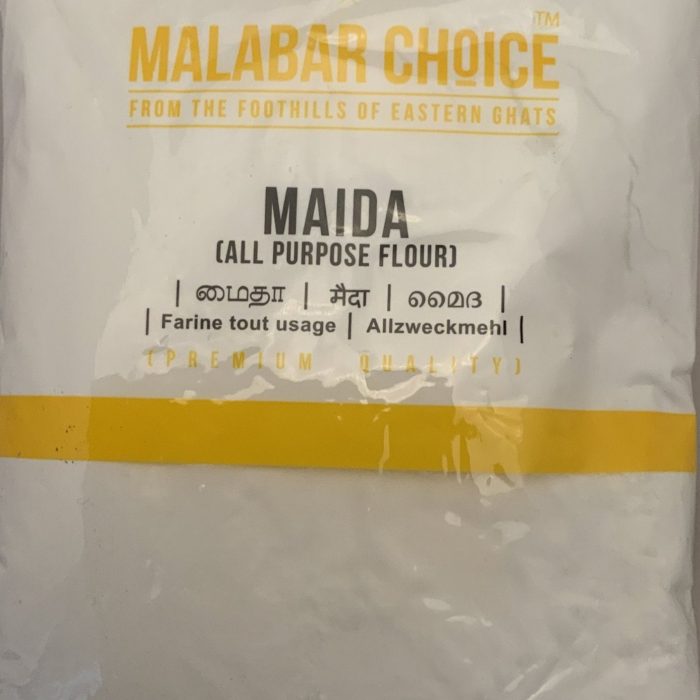 MALABAR CHOICE™
FROM THE FOOTHILLS OF EASTERN GHATS
MAIDA
(ALL PURPOSE FLOUR)
| மைதா | मैदा | മൈദ |
| Farine tout usage | Allzweckmehl |
(PREMIUM QUALITY)